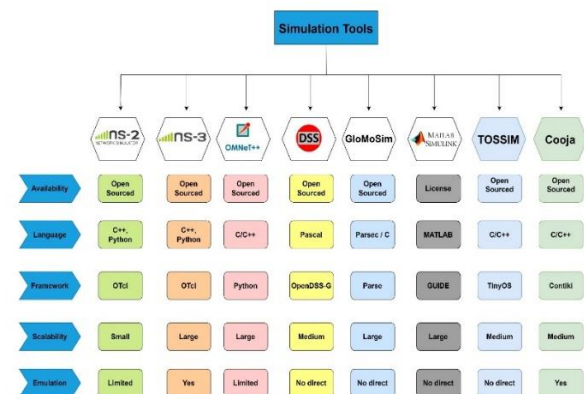 Simulation Tools
ns-2
NETWORK SIMULATOR
ns-3
OMNeT++
DSS
GloMoSim
MATLAB
SIMULINK
TOSSIM
Cooja
Availability
Open
Sourced
Open
Sourced
Open
Sourced
Open
Sourced
Open
Sourced
License
Open
Sourced
Open
Sourced
Language
C++,
Python
C++,
Python
C/C++
Pascal
Parsec / C
MATLAB
C/C++
C/C++
Framework
OTcl
OTcl
Python
OpenDSS-G
Parse
GUIDE
TinyOS
Contiki
Scalability
Small
Large
Large
Medium
Large
Large
Medium
Medium
Emulation
Limited
Yes
Limited
No direct
No direct
No direct
No direct
Yes